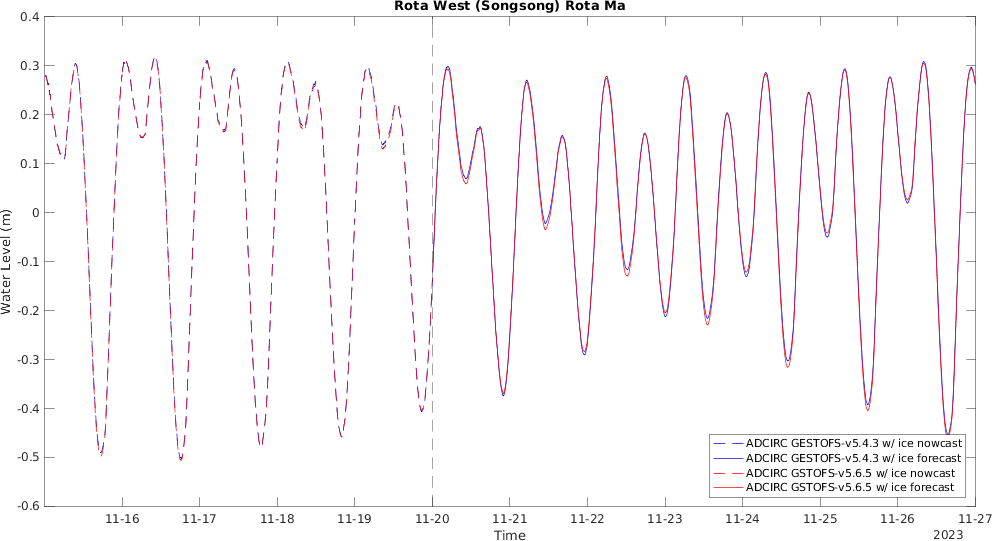 Rota West (Songsong) Rota Ma
0.4
0.3
0.2
0.1
0
-0.1
-0.2
-0.3
-0.4
-0.5
-0.6
Water Level (m)
11-16 11-17 11-18 11-19 11-20 11-21 11-22 11-23 11-24 11-25 11-26 11-27
Time
2023
ADCIRC GESTOFS-v5.4.3 w/ ice nowcast
ADCIRC GESTOFS-v5.4.3 w/ ice forecast
ADCIRC GSTOFS-v5.6.5 w/ ice nowcast
ADCIRC GSTOFS-v5.6.5 w/ ice forecast